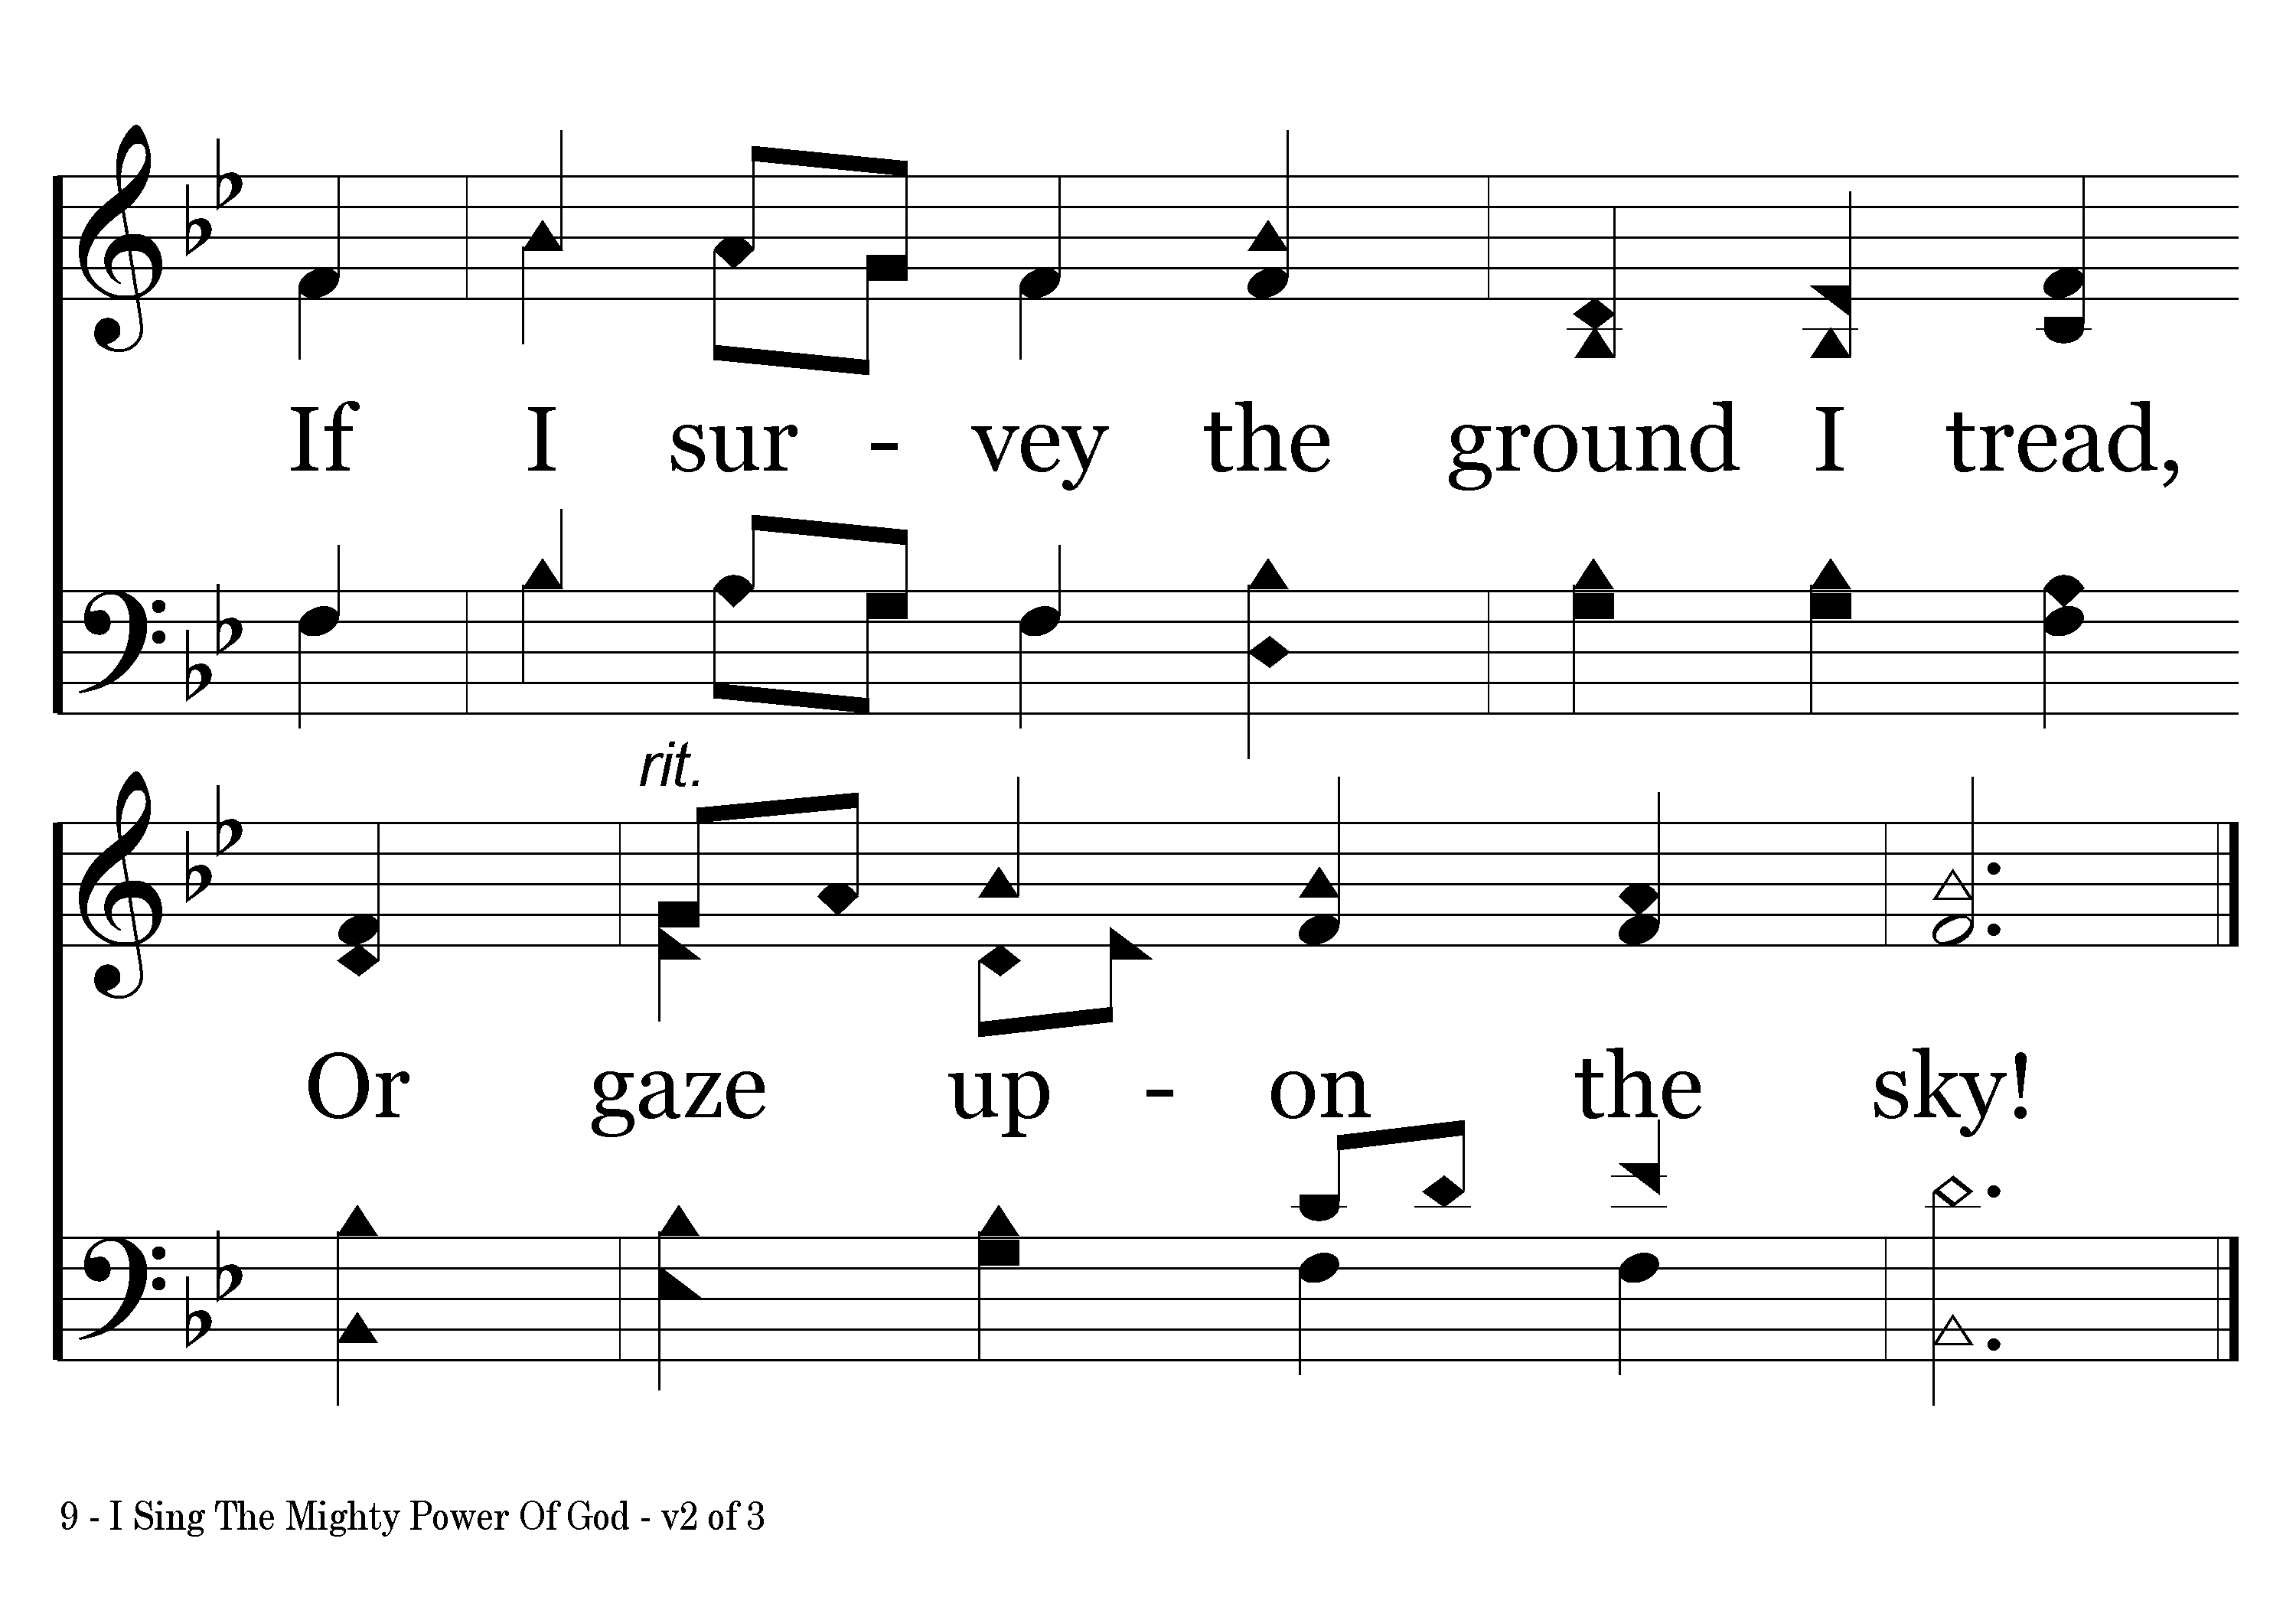 If I sur - vey the ground I tread,
rit.
Or gaze up - on the sky!
9 - I Sing The Mighty Power Of God - v2 of 3